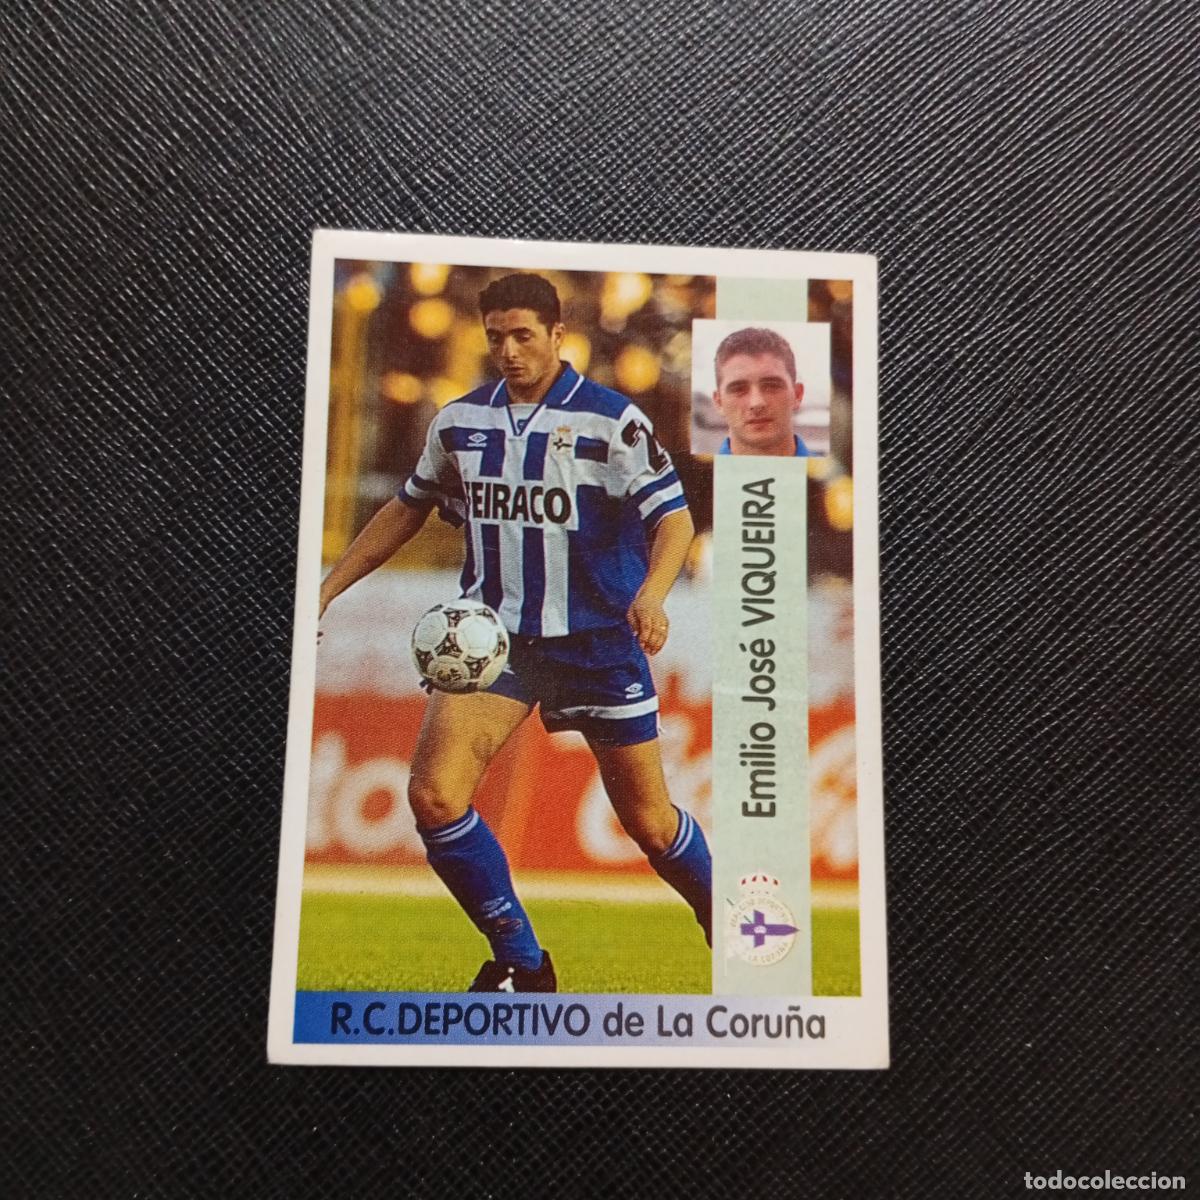 FEIRACO
Emilio José VIQUEIRA
R.C.DEPORTIVO de La Coruña
todocoleccion